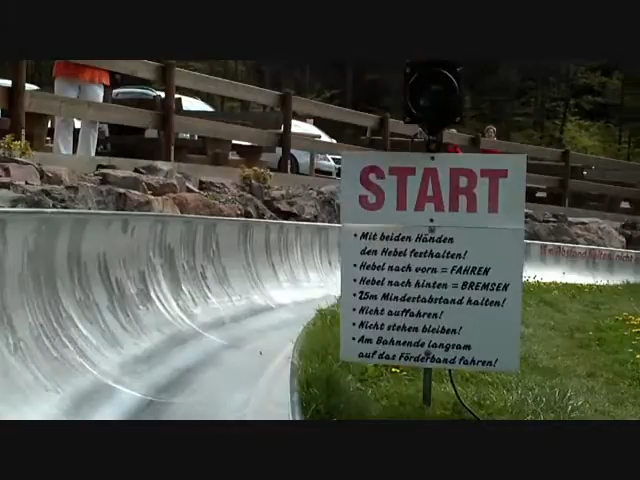 START
• Mit beiden Händen
den Hebel festhalten!
• Hebel nach vorn = FAHREN
• Hebel nach hinten = BREMSEN
• 25m Mindestabstand halten!
• Nicht auffahren!
• Nicht stehen bleiben!
• Am Bahnende langsam
auf das Förderband fahren!